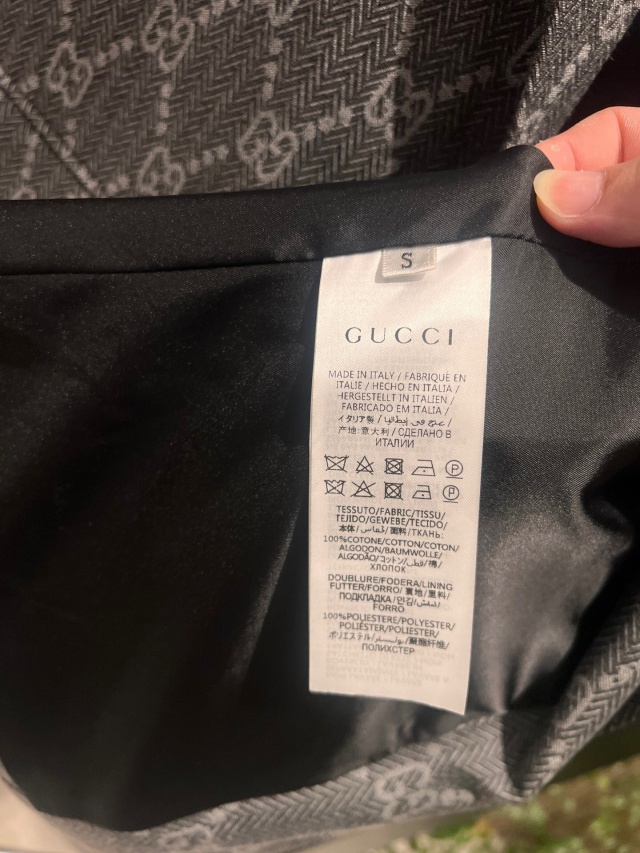 S
GUCCI
MADE IN ITALY / FABRIQUÉ EN
ITALIE / HECHO EN ITALIA /
HERGESTELLT IN ITALIEN /
FABRICADO EM ITALIA /
イタリア製 / صنع في إيطاليا /
产地:意大利 / СДЕЛАНО В
ИТАЛИИ
P
P
TESSUTO/FABRIC/TISSU/
TEJIDO/GEWEBE/TECIDO/
本体/قماش/面料/ТКАНЬ:
100%COTONE/COTTON/COTON/
ALGODON/BAUMWOLLE/
ALGODÃO/コットン/قطن/棉/
ХЛОПОК
DOUBLURE/FODERA/LINING
FUTTER/FORRO/裏地/里料/
ПОДКЛАДКА/인감/
FORRO
100%POLIESTERE/POLYESTER/
POLIÉSTER/POLIESTER/
ポリエステル/بوليستر/聚酯纤维/
ПОЛИХСТЕР